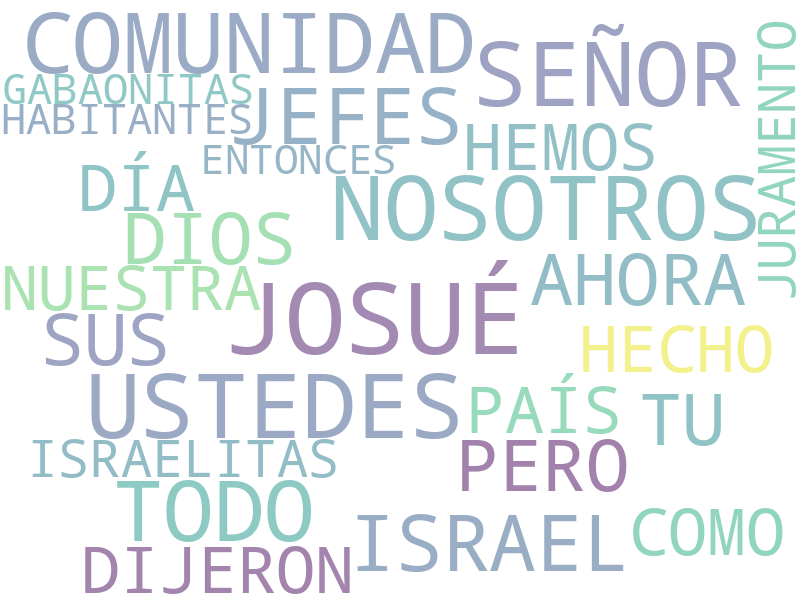 COMUNIDAD
SEÑOR
JURAMENTO
GABAONITAS
HABITANTES
JEFES
ENTONCES
HEMOS
DÍA
NOSOTROS
DIOS
NUESTRA
AHORA
JOSUÉ
SUS
HECHO
USTEDES
PAÍS
TU
ISRAELITAS
PERO
TODO
ISRAEL
COMO
DIJERON